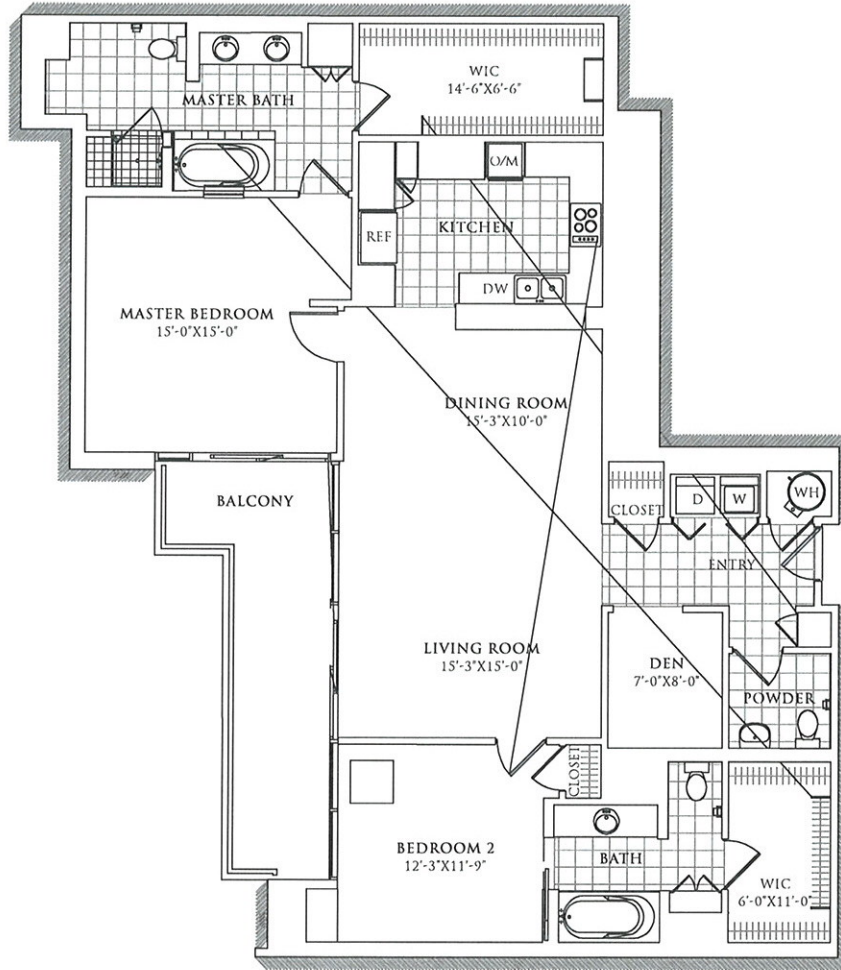 MASTER BATH
WIC
14'-6"X6'-6"
O/M
KITCHEN
REF
DW
MASTER BEDROOM
15'-0"X15'-0"
DINING ROOM
15'-3"X10'-0"
BALCONY
CLOSET
D
W
WH
ENTRY
LIVING ROOM
15'-3"X15'-0"
DEN
7'-0"X8'-0"
POWDER
CLOSET
BEDROOM 2
12'-3"X11'-9"
BATH
WIC
6'-0"X11'-0"